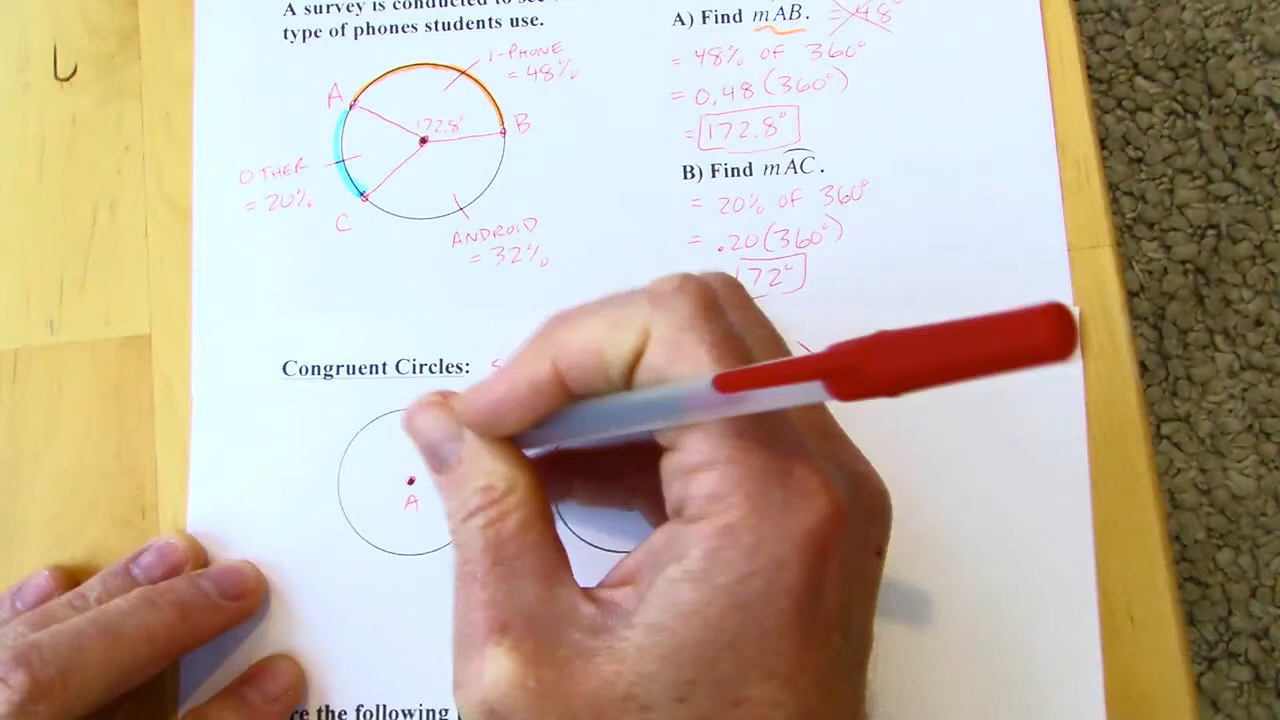 A survey is conducted to see
type of phones students use.
I-PHONE
= 48%
A
172.8°
B
OTHER
= 20%
C
ANDROID
= 32%
A) Find mAB. = 48°
= 48% OF 360°
= 0.48(360°)
= 172.8°
B) Find mAC.
= 20% OF 360°
= .20(360°)
72°
Congruent Circles: S
A
the following